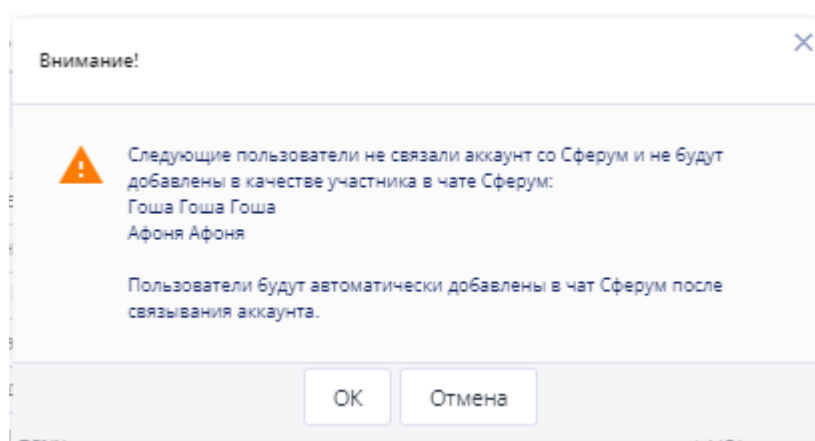 Внимание!
Следующие пользователи не связали аккаунт со Сферум и не будут
добавлены в качестве участника в чате Сферум:
Гоша Гоша Гоша
Афоня Афоня
Пользователи будут автоматически добавлены в чат Сферум после
связывания аккаунта.
ОК
Отмена